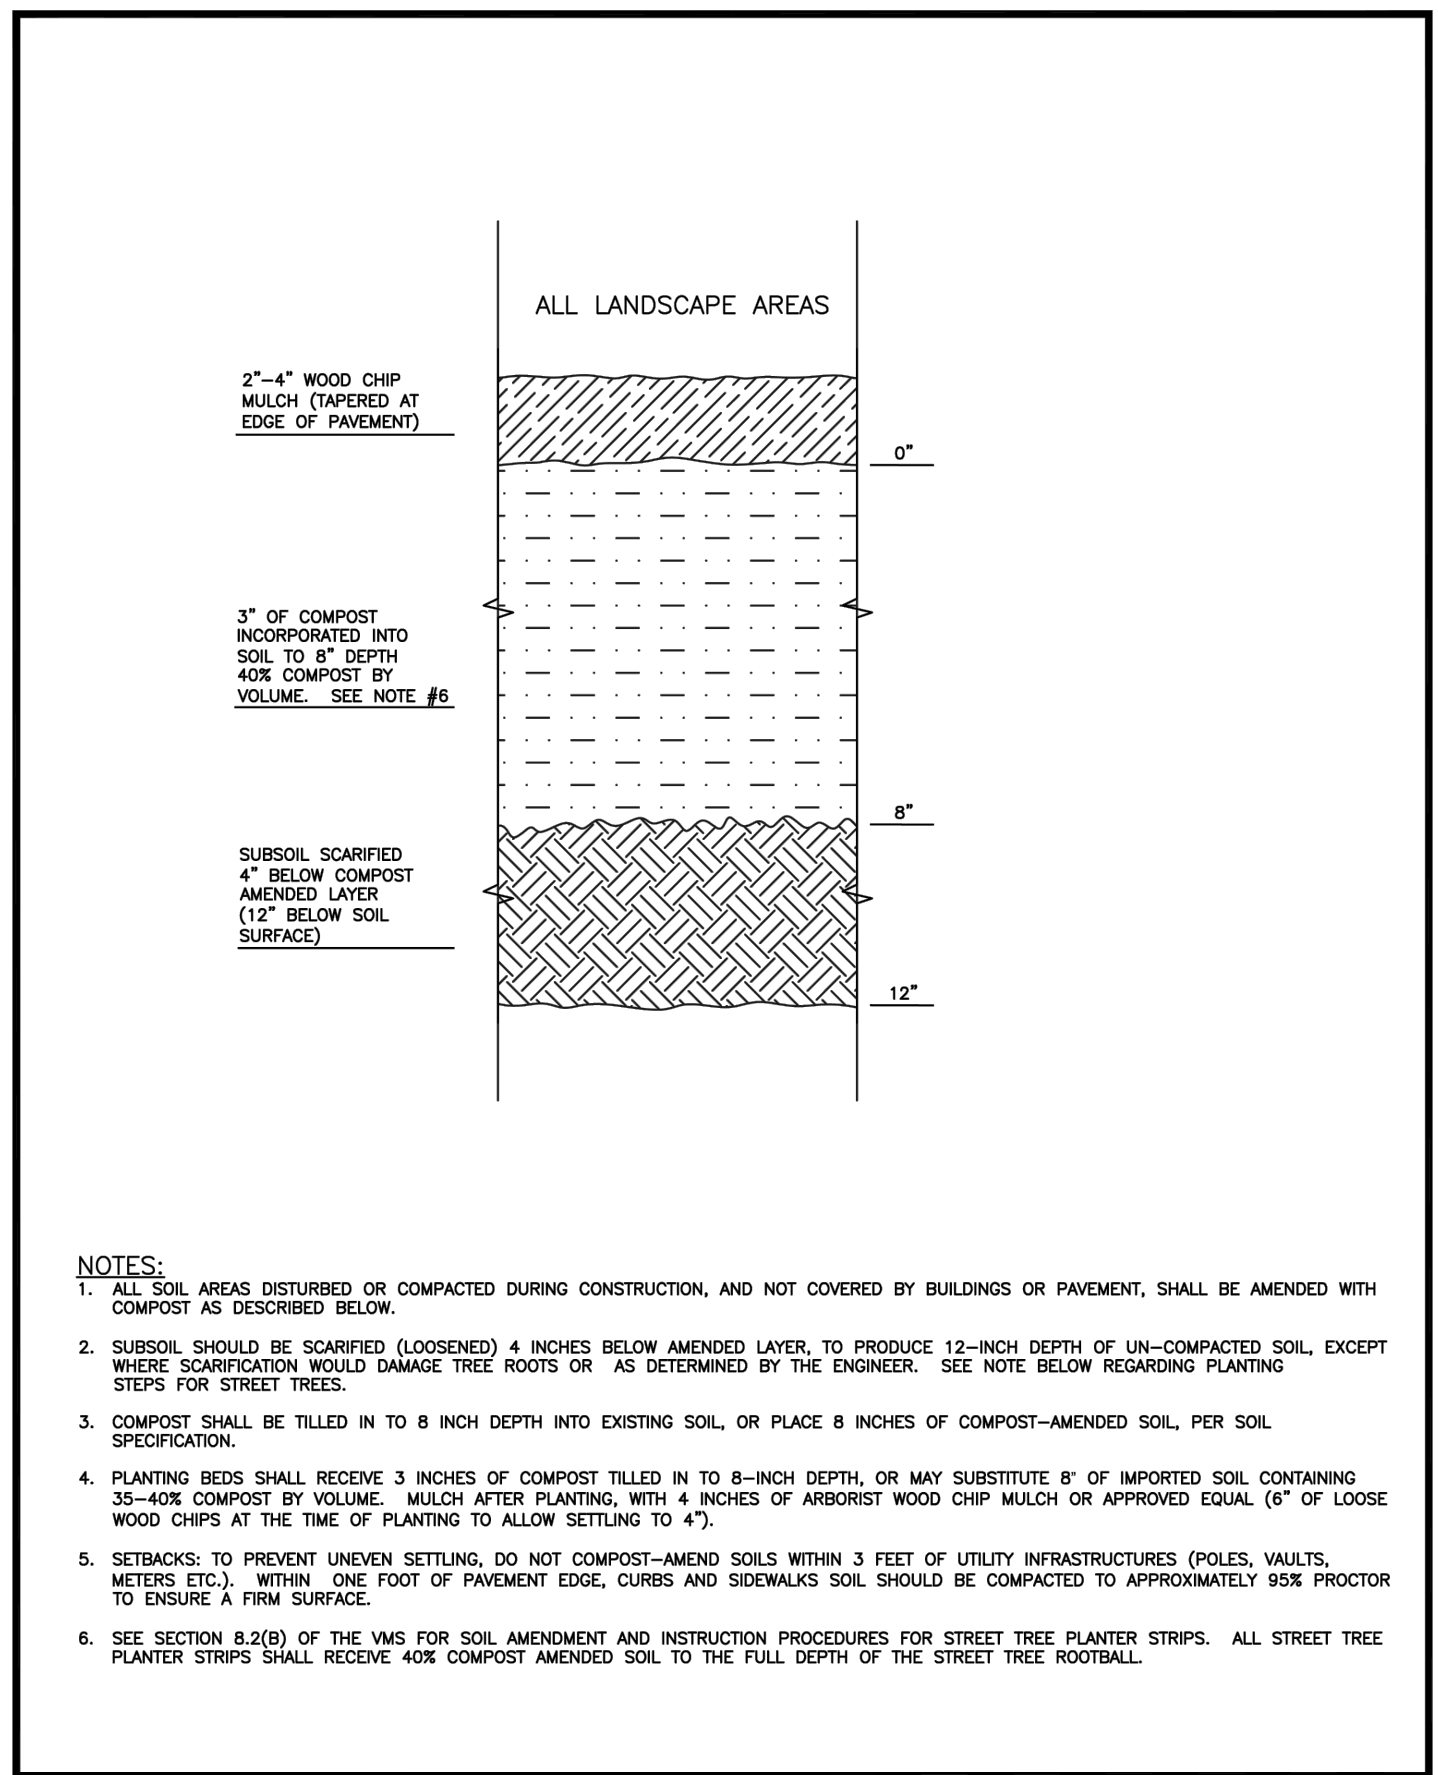 ALL LANDSCAPE AREAS
2"-4" WOOD CHIP
MULCH (TAPERED AT
EDGE OF PAVEMENT)
0"
3" OF COMPOST
INCORPORATED INTO
SOIL TO 8" DEPTH
40% COMPOST BY
VOLUME. SEE NOTE #6
8"
SUBSOIL SCARIFIED
4" BELOW COMPOST
AMENDED LAYER
(12" BELOW SOIL
SURFACE)
12"
NOTES:
1. ALL SOIL AREAS DISTURBED OR COMPACTED DURING CONSTRUCTION, AND NOT COVERED BY BUILDINGS OR PAVEMENT, SHALL BE AMENDED WITH
COMPOST AS DESCRIBED BELOW.
2. SUBSOIL SHOULD BE SCARIFIED (LOOSENED) 4 INCHES BELOW AMENDED LAYER, TO PRODUCE 12-INCH DEPTH OF UN-COMPACTED SOIL, EXCEPT
WHERE SCARIFICATION WOULD DAMAGE TREE ROOTS OR AS DETERMINED BY THE ENGINEER. SEE NOTE BELOW REGARDING PLANTING
STEPS FOR STREET TREES.
3. COMPOST SHALL BE TILLED IN TO 8 INCH DEPTH INTO EXISTING SOIL, OR PLACE 8 INCHES OF COMPOST-AMENDED SOIL, PER SOIL
SPECIFICATION.
4. PLANTING BEDS SHALL RECEIVE 3 INCHES OF COMPOST TILLED IN TO 8-INCH DEPTH, OR MAY SUBSTITUTE 8" OF IMPORTED SOIL CONTAINING
35-40% COMPOST BY VOLUME. MULCH AFTER PLANTING, WITH 4 INCHES OF ARBORIST WOOD CHIP MULCH OR APPROVED EQUAL (6" OF LOOSE
WOOD CHIPS AT THE TIME OF PLANTING TO ALLOW SETTLING TO 4").
5. SETBACKS: TO PREVENT UNEVEN SETTLING, DO NOT COMPOST-AMEND SOILS WITHIN 3 FEET OF UTILITY INFRASTRUCTURES (POLES, VAULTS,
METERS ETC.). WITHIN ONE FOOT OF PAVEMENT EDGE, CURBS AND SIDEWALKS SOIL SHOULD BE COMPACTED TO APPROXIMATELY 95% PROCTOR
TO ENSURE A FIRM SURFACE.
6. SEE SECTION 8.2(B) OF THE VMS FOR SOIL AMENDMENT AND INSTRUCTION PROCEDURES FOR STREET TREE PLANTER STRIPS. ALL STREET TREE
PLANTER STRIPS SHALL RECEIVE 40% COMPOST AMENDED SOIL TO THE FULL DEPTH OF THE STREET TREE ROOTBALL.